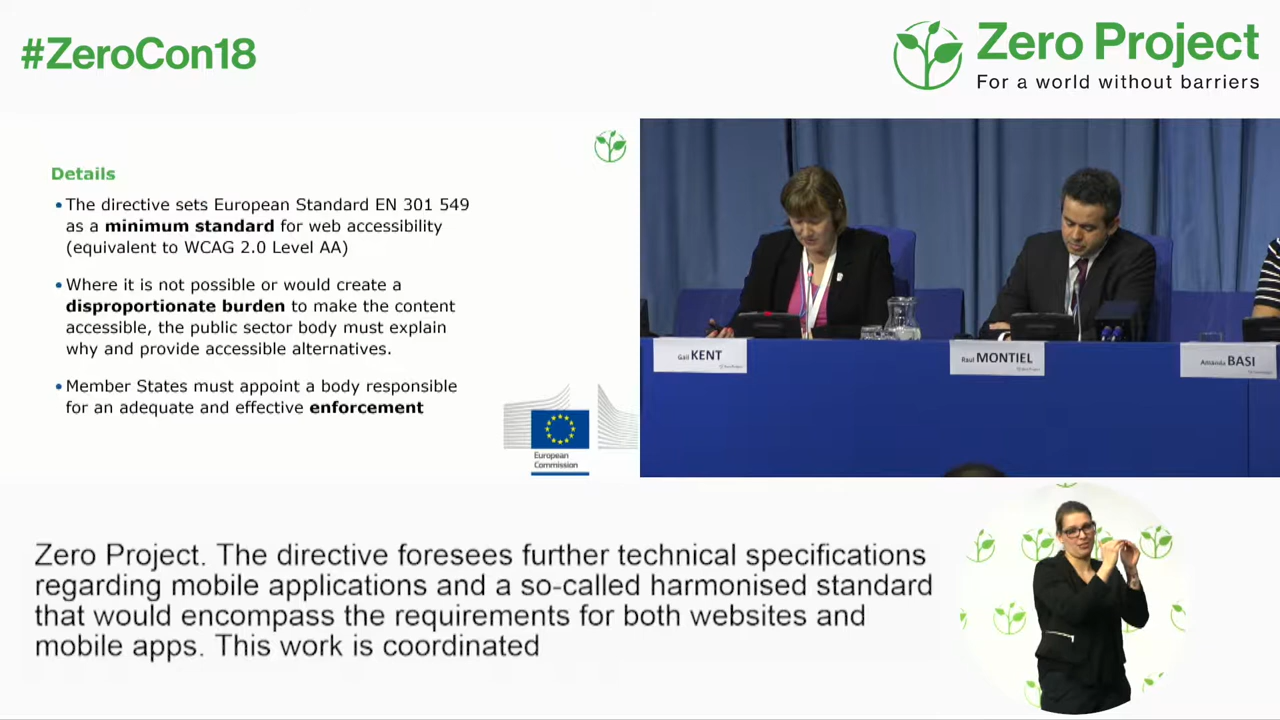 #ZeroCon18
Zero Project
For a world without barriers
Details
•The directive sets European Standard EN 301 549
as a minimum standard for web accessibility
(equivalent to WCAG 2.0 Level AA)
•Where it is not possible or would create a
disproportionate burden to make the content
accessible, the public sector body must explain
why and provide accessible alternatives.
•Member States must appoint a body responsible
for an adequate and effective enforcement
European
Commission
Gail KENT
Raul MONTIEL
Amanda BASI
Zero Project. The directive foresees further technical specifications
regarding mobile applications and a so-called harmonised standard
that would encompass the requirements for both websites and
mobile apps. This work is coordinated